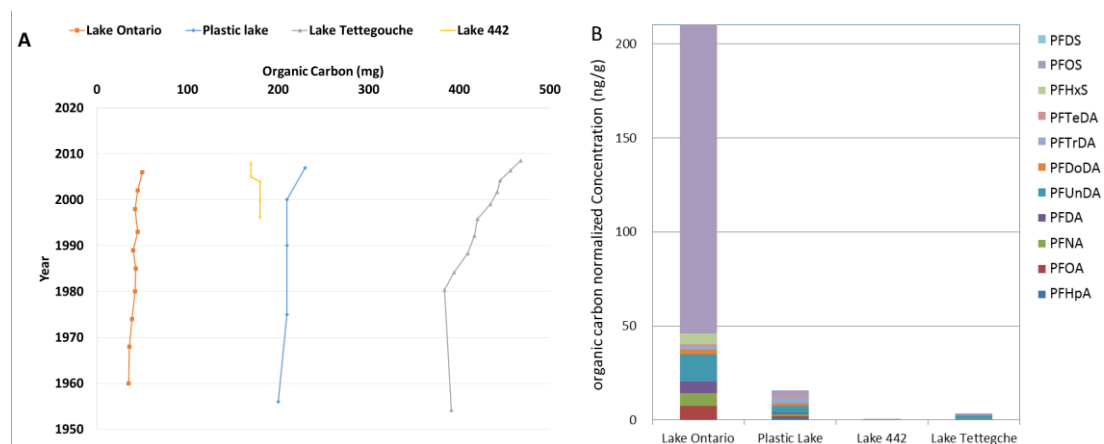 A
Lake Ontario Plastic lake Lake Tettegouche Lake 442
Organic Carbon (mg)
0 100 200 300 400 500
2020
2010
2000
1990
1980
1970
1960
1950
Year
B
organic carbon normalized Concentration (ng/g)
200
150
100
50
0
Lake Ontario Plastic Lake Lake 442 Lake Tettegche
PFDS
PFOS
PFHxS
PFTeDA
PFTrDA
PFDoDA
PFUnDA
PFDA
PFNA
PFOA
PFHpA